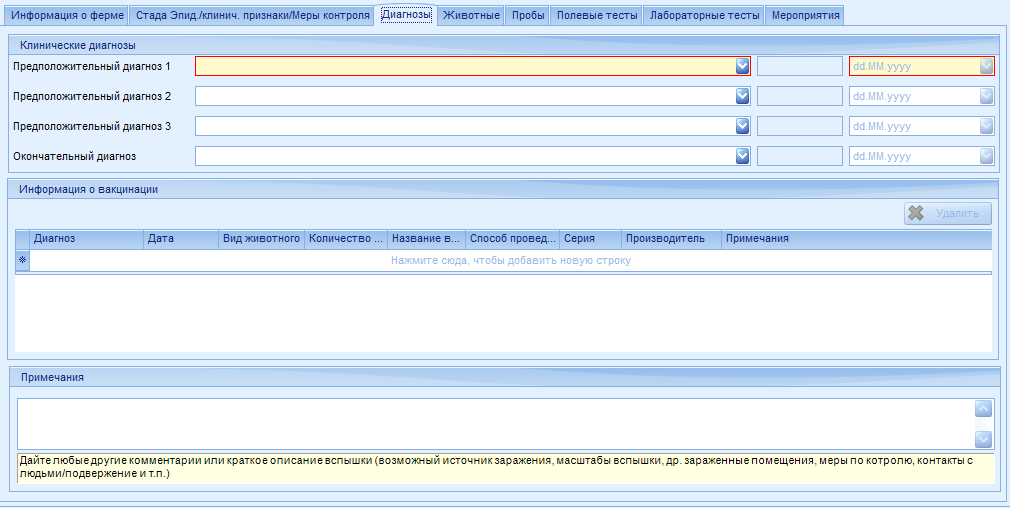 Информация о ферме Стада Эпид./клинич. признаки/Меры контроля Диагнозы Животные Пробы Полевые тесты Лабораторные тесты Мероприятия
Клинические диагнозы
Предположительный диагноз 1 dd.MM.yyyy
Предположительный диагноз 2 dd.MM.yyyy
Предположительный диагноз 3 dd.MM.yyyy
Окончательный диагноз dd.MM.yyyy
Информация о вакцинации
Удалить
Диагноз Дата Вид животного Количество ... Название в... Способ провед... Серия Производитель Примечания
Нажмите сюда, чтобы добавить новую строку
Примечания
Дайте любые другие комментарии или краткое описание вспышки (возможный источник заражения, масштабы вспышки, др. зараженные помещения, меры по котролю, контакты с
людьми/подвержение и т.п.)